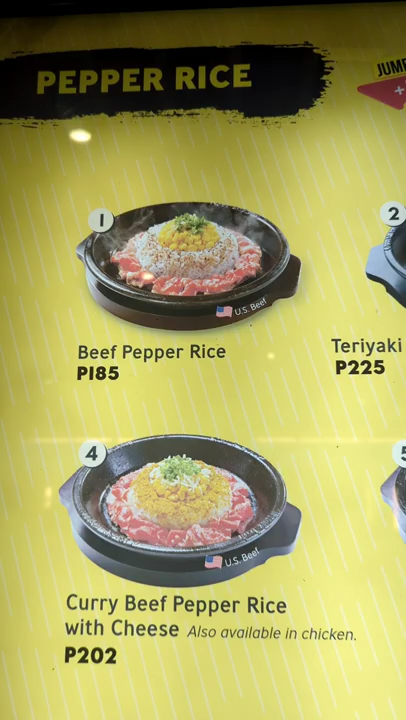 PEPPER RICE
JUM
+
1
U.S. Beef
Beef Pepper Rice
P185
2
Teriyaki
P225
4
U.S. Beef
Curry Beef Pepper Rice
with Cheese Also available in chicken.
P202
5